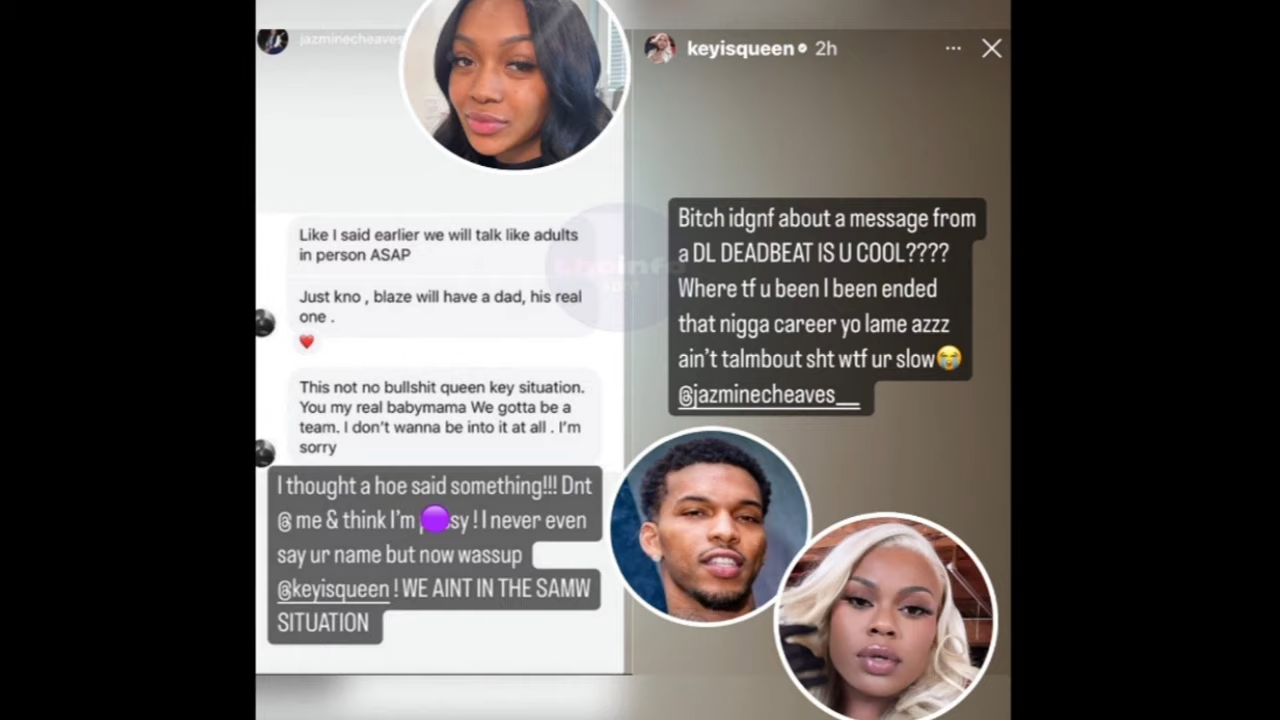 jazminecheaves
Like I said earlier we will talk like adults
in person ASAP
Just kno , blaze will have a dad, his real
one .
This not no bullshit queen key situation.
You my real babymama We gotta be a
team. I don't wanna be into it at all . I'm
sorry
I thought a hoe said something!!! Dnt
@ me & think I'm sy ! I never even
say ur name but now wassup
@keyisqueen ! WE AINT IN THE SAMW
SITUATION
keyisqueen 2h
Bitch idgnf about a message from
a DL DEADBEAT IS U COOL????
Where tf u been I been ended
that nigga career yo lame azzz
ain't talmbout sht wtf ur slow😭
@jazminecheaves__